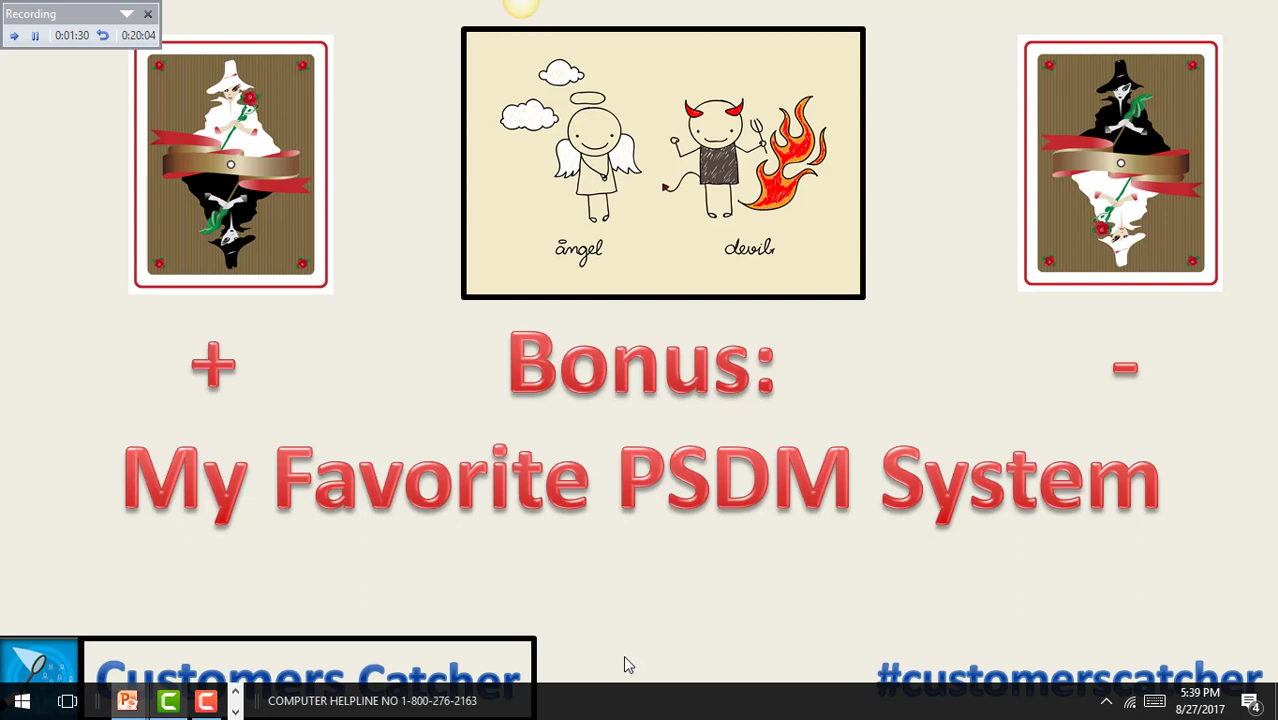 Recording
0:01:30 0:20:04
angel devil
+ Bonus: -
My Favorite PSDM System
Customers Catcher #customerscatcher
COMPUTER HELPLINE NO 1-800-276-2163
5:39 PM
8/27/2017
4